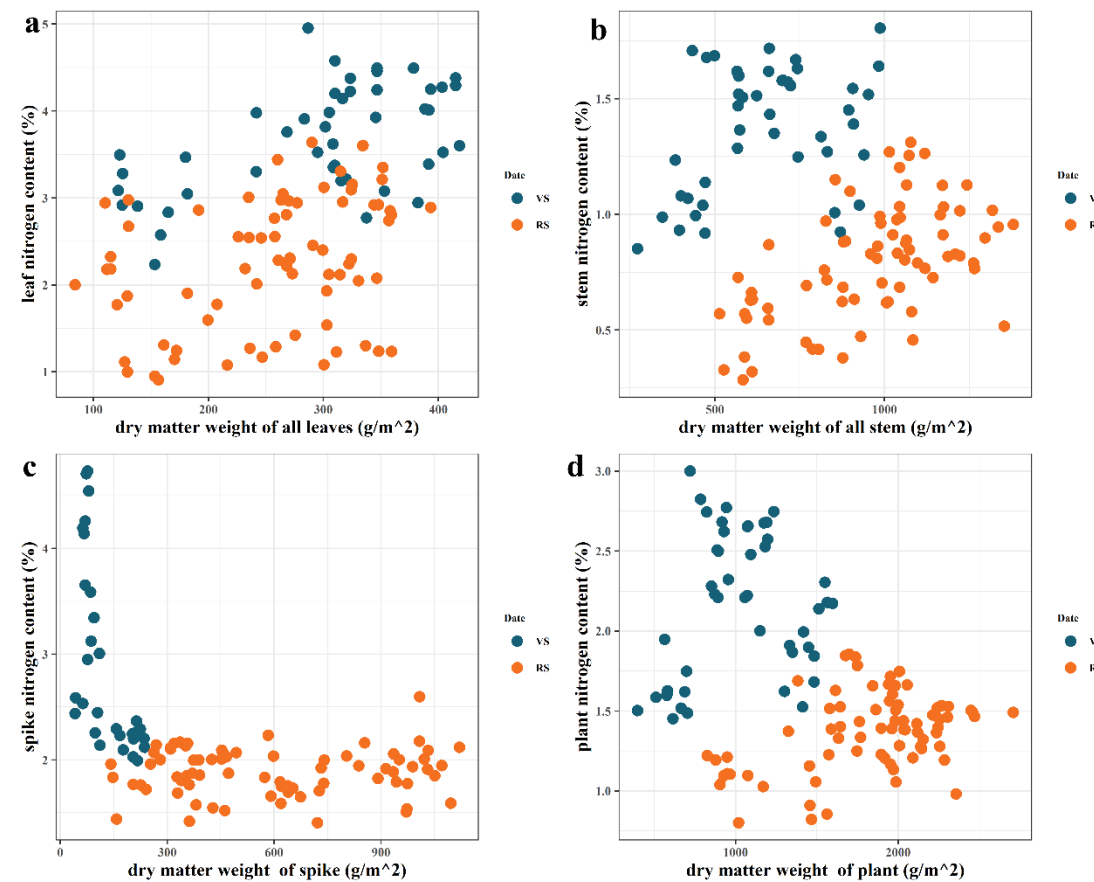 a
leaf nitrogen content (%)
5
4
3
2
1
100 200 300 400
dry matter weight of all leaves (g/m^2)
Date
VS
RS
b
stem nitrogen content (%)
1.5
1.0
0.5
500 1000
dry matter weight of all stem (g/m^2)
Date
VS
RS
c
spike nitrogen content (%)
4
3
2
0 300 600 900
dry matter weight of spike (g/m^2)
Date
VS
RS
d
plant nitrogen content (%)
3.0
2.5
2.0
1.5
1.0
1000 2000
dry matter weight of plant (g/m^2)
Date
VS
RS